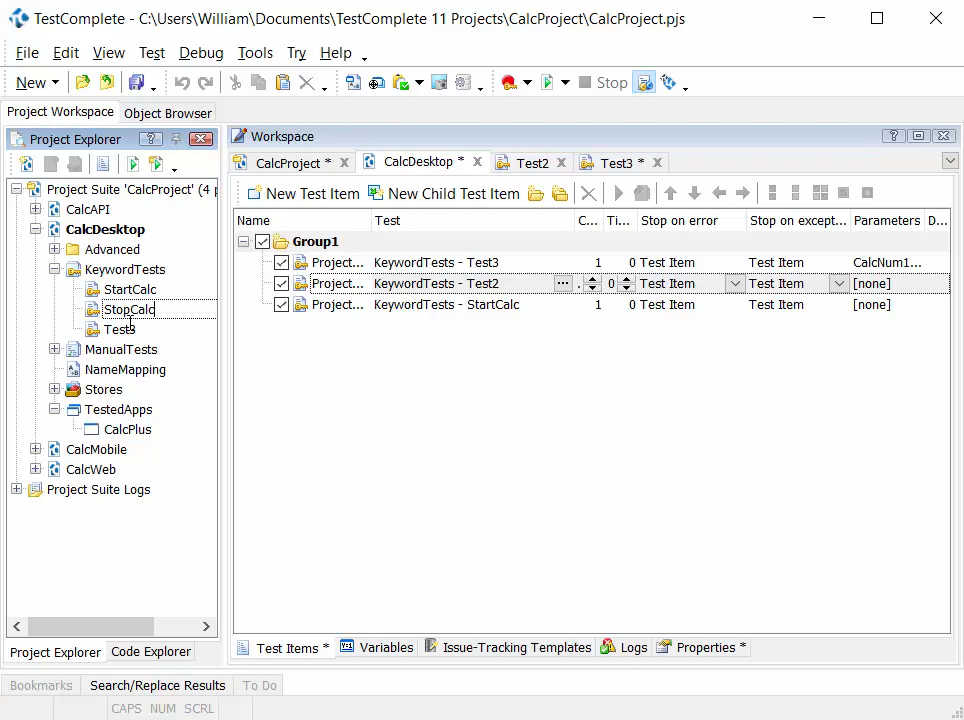 TestComplete - C:\Users\William\Documents\TestComplete 11 Projects\CalcProject\CalcProject.pjs
File Edit View Test Debug Tools Try Help
New Stop
Project Workspace Object Browser
Project Explorer ?
Project Suite 'CalcProject' (4 p
CalcAPI
CalcDesktop
Advanced
KeywordTests
StartCalc
StopCalc
Test3
ManualTests
NameMapping
Stores
TestedApps
CalcPlus
CalcMobile
CalcWeb
Project Suite Logs
Project Explorer Code Explorer
Workspace ?
CalcProject * CalcDesktop * Test2 Test3 *
New Test Item New Child Test Item
Name Test C... Ti... Stop on error Stop on except... Parameters D...
Group1
Project... KeywordTests - Test3 1 0 Test Item Test Item CalcNum1...
Project... KeywordTests - Test2 ... . 0 Test Item Test Item [none]
Project... KeywordTests - StartCalc 1 0 Test Item Test Item [none]
Test Items * Variables Issue-Tracking Templates Logs Properties *
Bookmarks Search/Replace Results To Do
CAPS NUM SCRL